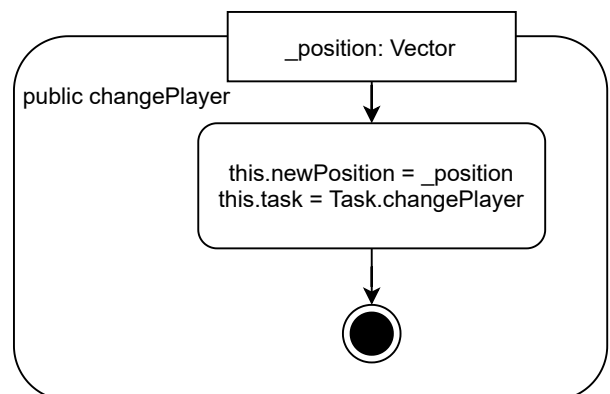 _position: Vector
public changePlayer
this.newPosition = _position
this.task = Task.changePlayer